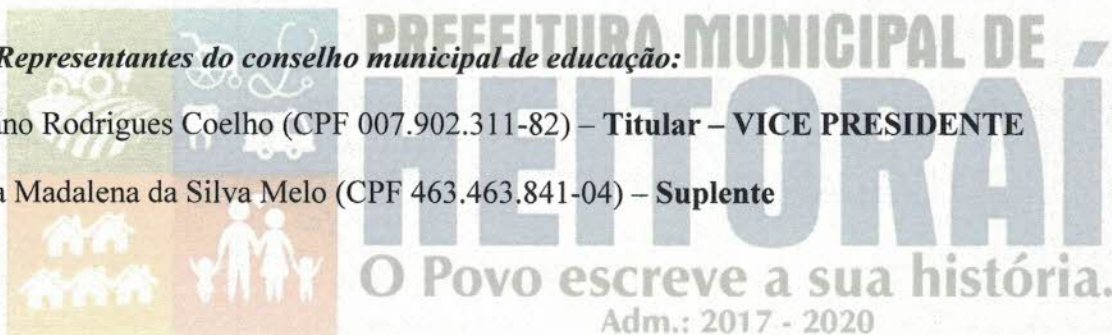 PREFEITURA MUNICIPAL DE
HEITORAÍ
Representantes do conselho municipal de educação:
no Rodrigues Coelho (CPF 007.902.311-82) – Titular – VICE PRESIDENTE
a Madalena da Silva Melo (CPF 463.463.841-04) – Suplente
O Povo escreve a sua história.
Adm.: 2017 - 2020